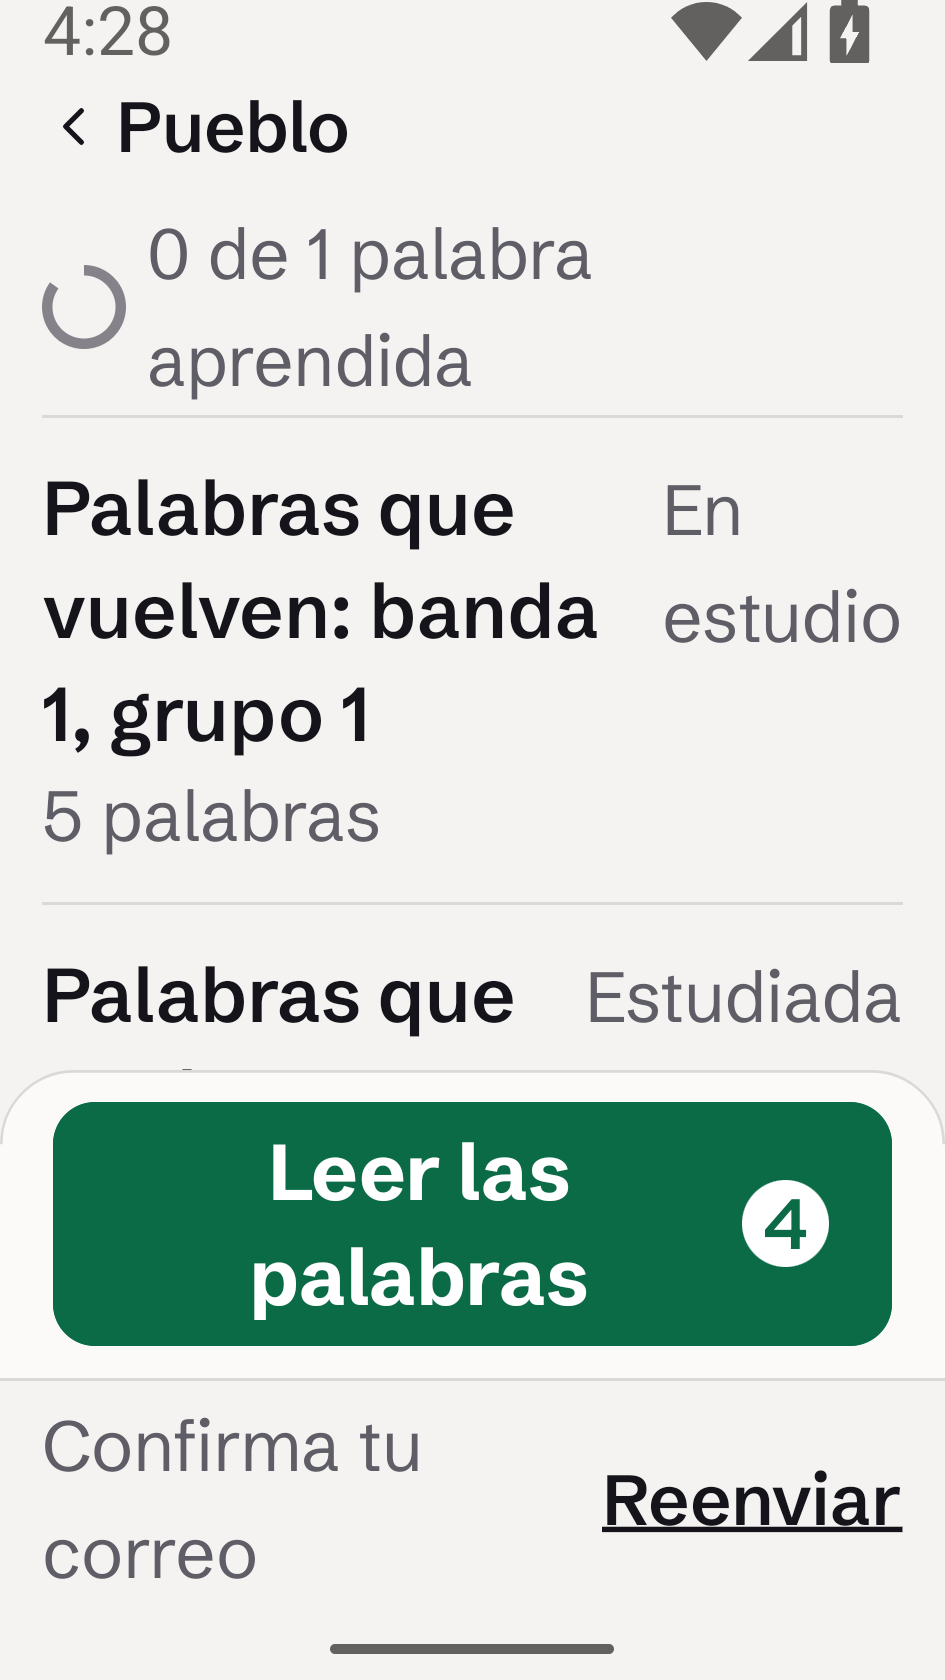 4:28
Pueblo
0 de 1 palabra
aprendida
Palabras que
vuelven: banda
1, grupo 1
En
estudio
5 palabras
Palabras que
Estudiada
Leer las
palabras
4
Confirma tu
correo
Reenviar